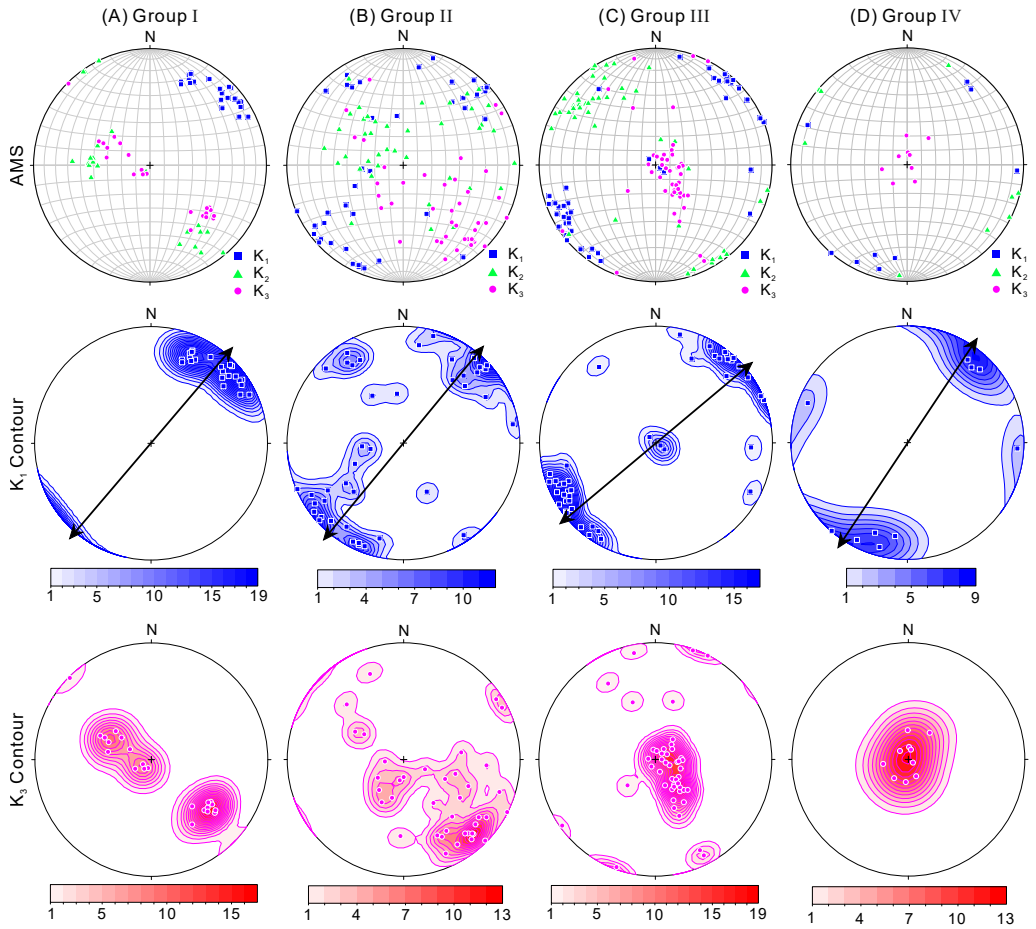 (A) Group I (B) Group II (C) Group III (D) Group IV
N N N N
AMS
K1 K1 K1 K1
K2 K2 K2 K2
K3 K3 K3 K3
N N N N
K1 Contour
1 5 10 15 19 1 4 7 10 1 5 10 15 1 5 9
N N N N
K3 Contour
1 5 10 15 1 4 7 10 13 1 5 10 15 19 1 4 7 10 13